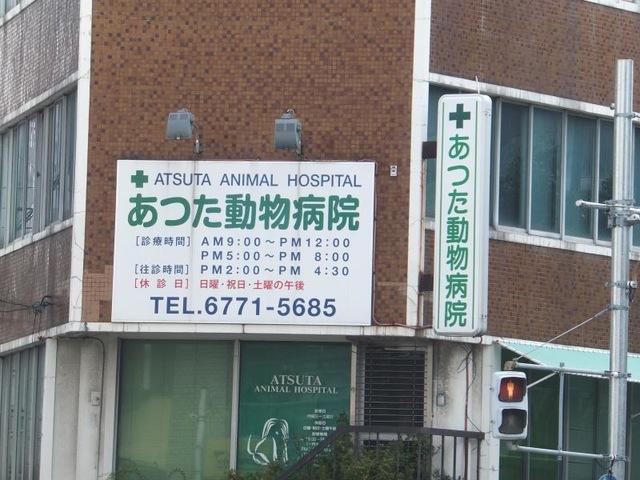 ATSUTA ANIMAL HOSPITAL
あつた動物病院
[診療時間] AM9:00～PM12:00
PM5:00～PM 8:00
[往診時間] PM2:00～PM 4:30
[休 診 日] 日曜・祝日・土曜の午後
TEL.6771-5685
あつた動物病院
ATSUTA
ANIMAL HOSPITAL